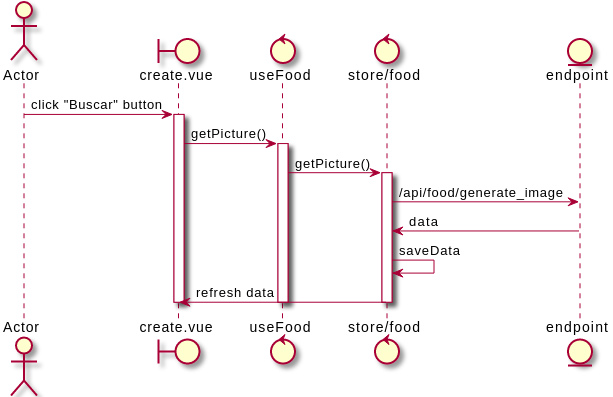 Actor
create.vue
useFood
store/food
endpoint
click "Buscar" button
getPicture()
getPicture()
/api/food/generate_image
data
saveData
refresh data
Actor
create.vue
useFood
store/food
endpoint